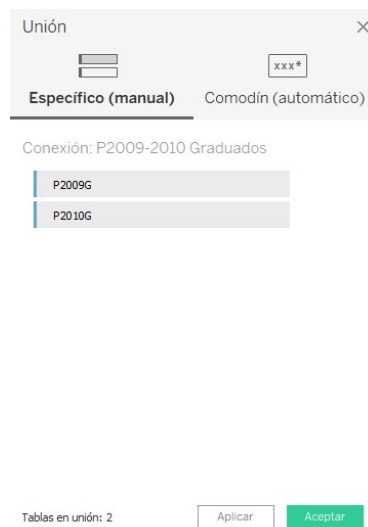 Unión
xxx*
Específico (manual) Comodín (automático)
Conexión: P2009-2010 Graduados
P2009G
P2010G
Tablas en unión: 2 Aplicar Aceptar